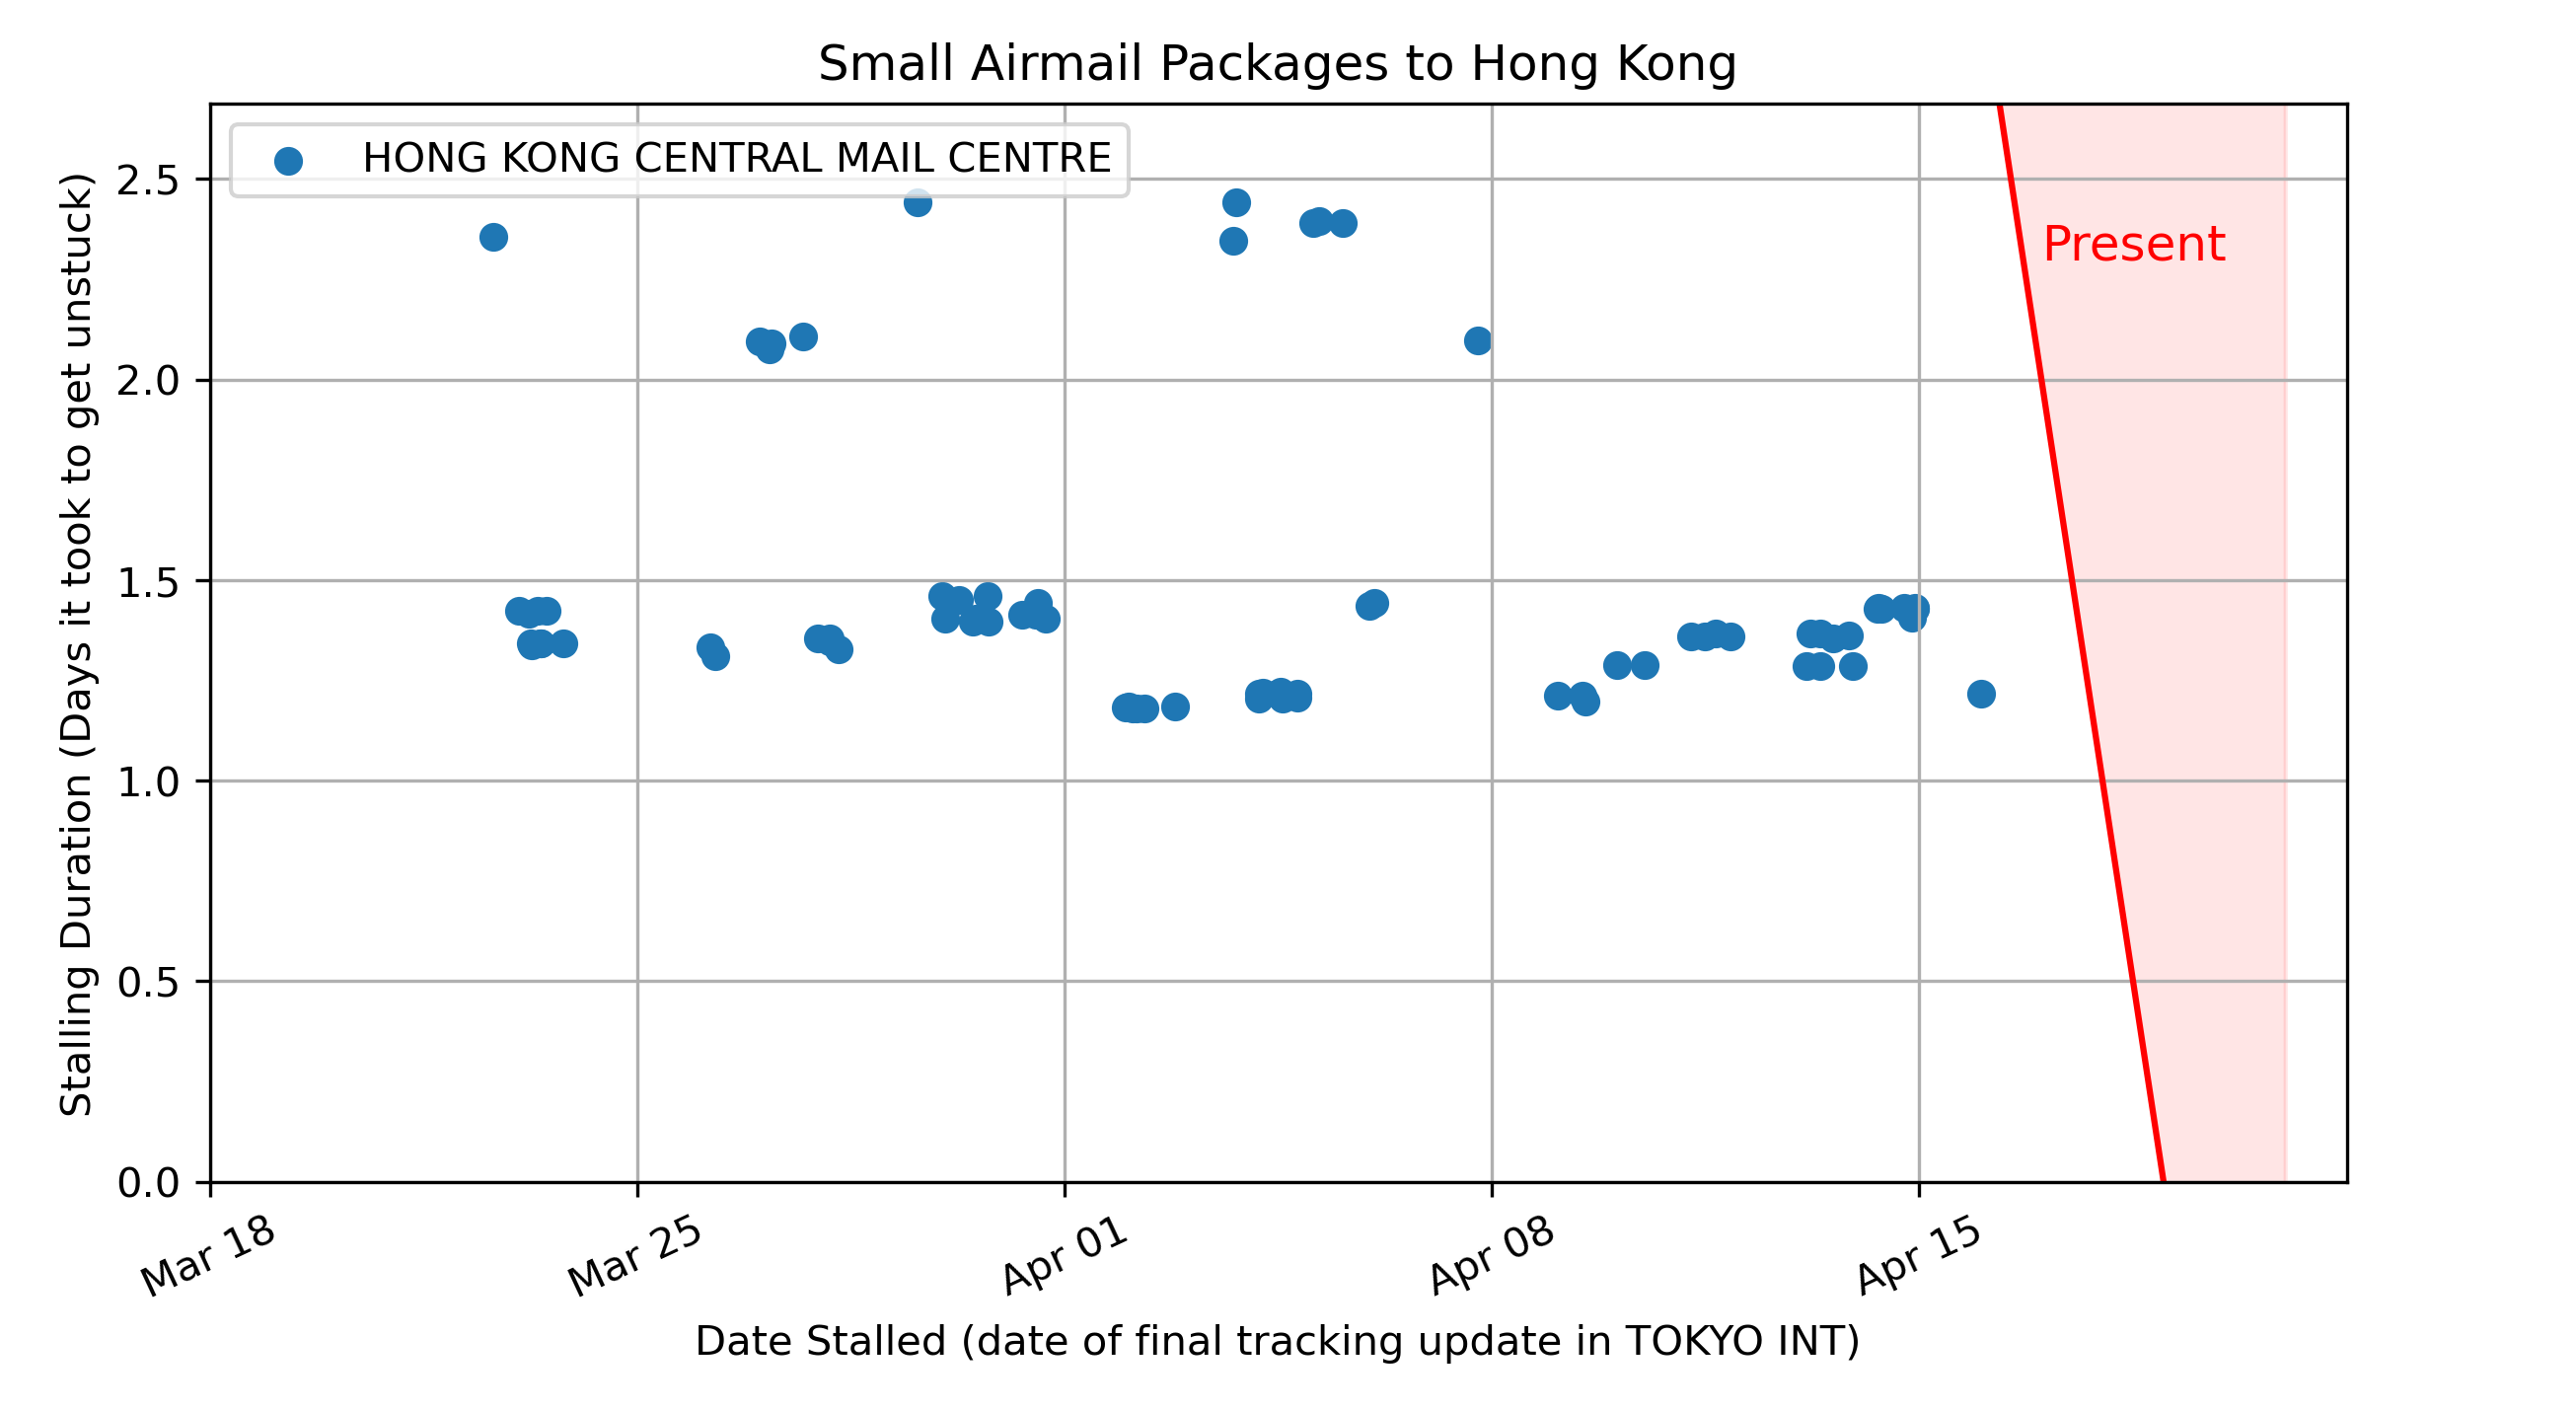 Small Airmail Packages to Hong Kong
HONG KONG CENTRAL MAIL CENTRE
Present
Stalling Duration (Days it took to get unstuck)
2.5
2.0
1.5
1.0
0.5
0.0
Mar 18
Mar 25
Apr 01
Apr 08
Apr 15
Date Stalled (date of final tracking update in TOKYO INT)